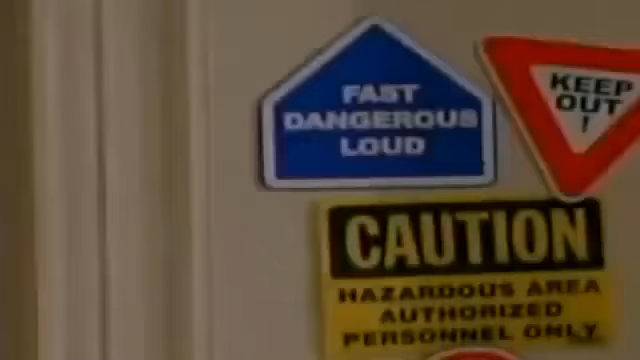 FAST
DANGEROUS
LOUD
KEEP
OUT
!
CAUTION
HAZARDOUS AREA
AUTHORIZED
PERSONNEL ONLY